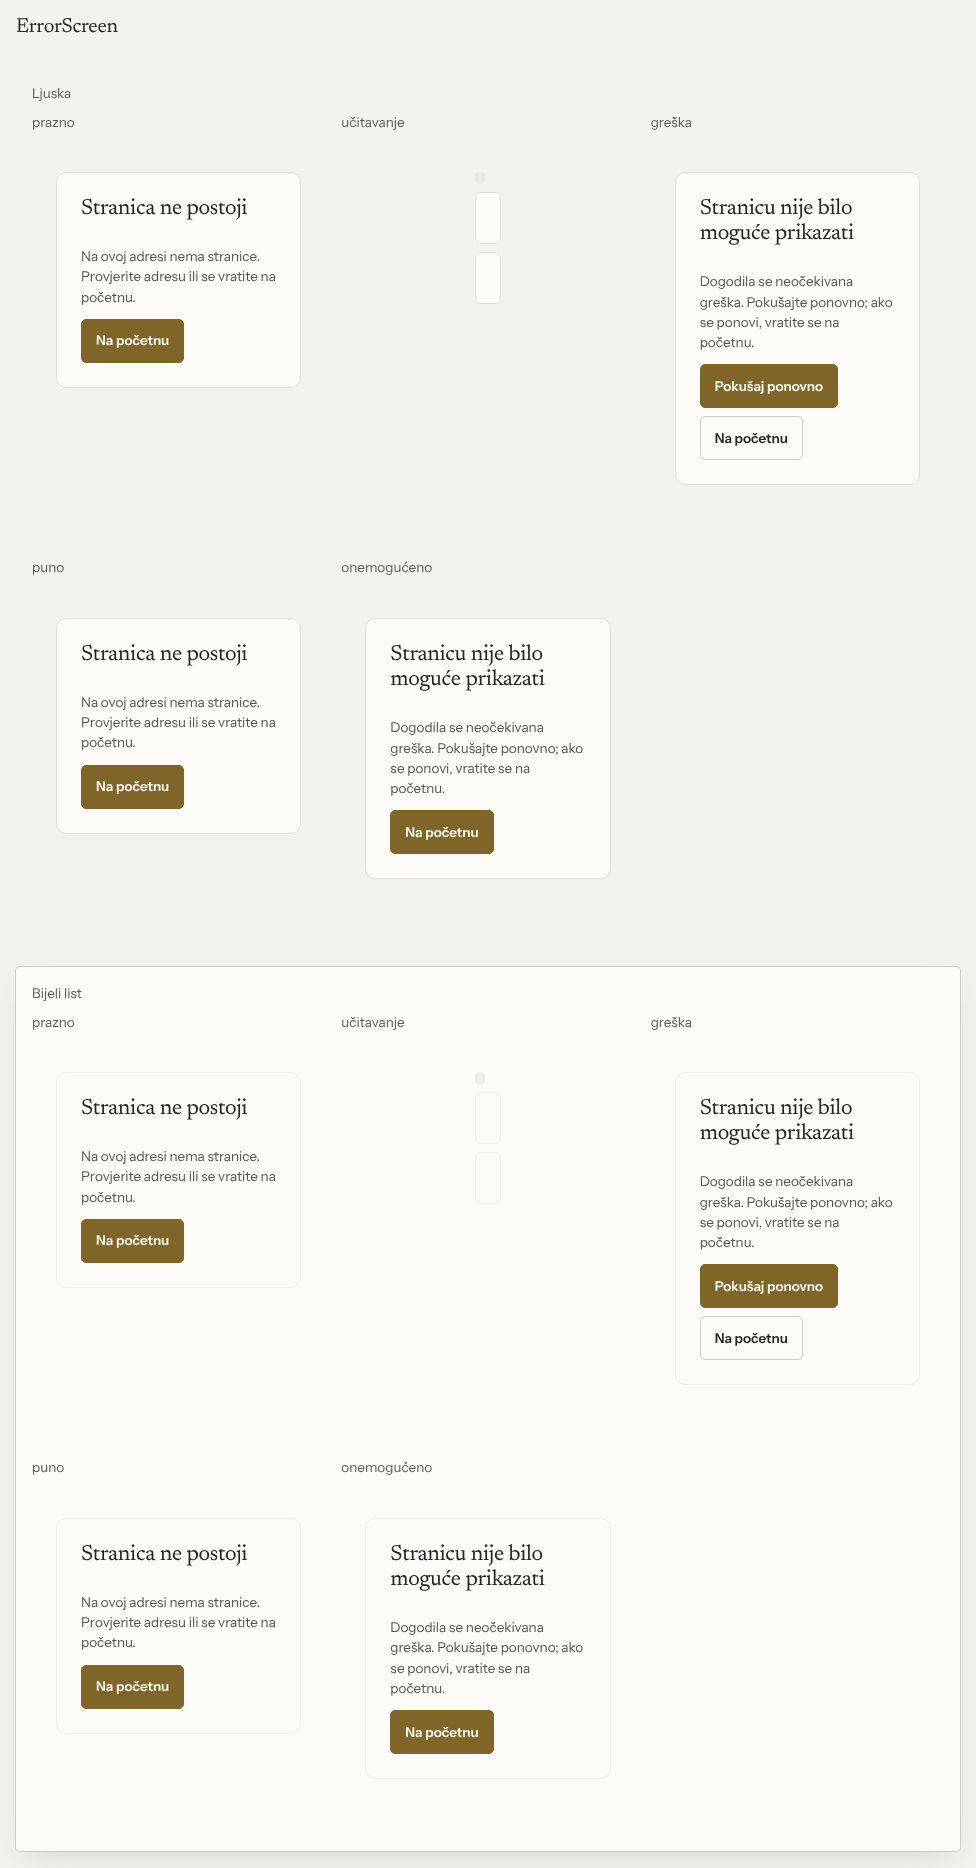 ErrorScreen
Ljuska
prazno
učitavanje
greška
Stranica ne postoji
Na ovoj adresi nema stranice.
Provjerite adresu ili se vratite na
početnu.
Na početnu
Stranicu nije bilo
moguće prikazati
Dogodila se neočekivana
greška. Pokušajte ponovno; ako
se ponovi, vratite se na
početnu.
Pokušaj ponovno
Na početnu
puno
onemogućeno
Stranica ne postoji
Na ovoj adresi nema stranice.
Provjerite adresu ili se vratite na
početnu.
Na početnu
Stranicu nije bilo
moguće prikazati
Dogodila se neočekivana
greška. Pokušajte ponovno; ako
se ponovi, vratite se na
početnu.
Na početnu
Bijeli list
prazno
učitavanje
greška
Stranica ne postoji
Na ovoj adresi nema stranice.
Provjerite adresu ili se vratite na
početnu.
Na početnu
Stranicu nije bilo
moguće prikazati
Dogodila se neočekivana
greška. Pokušajte ponovno; ako
se ponovi, vratite se na
početnu.
Pokušaj ponovno
Na početnu
puno
onemogućeno
Stranica ne postoji
Na ovoj adresi nema stranice.
Provjerite adresu ili se vratite na
početnu.
Na početnu
Stranicu nije bilo
moguće prikazati
Dogodila se neočekivana
greška. Pokušajte ponovno; ako
se ponovi, vratite se na
početnu.
Na početnu